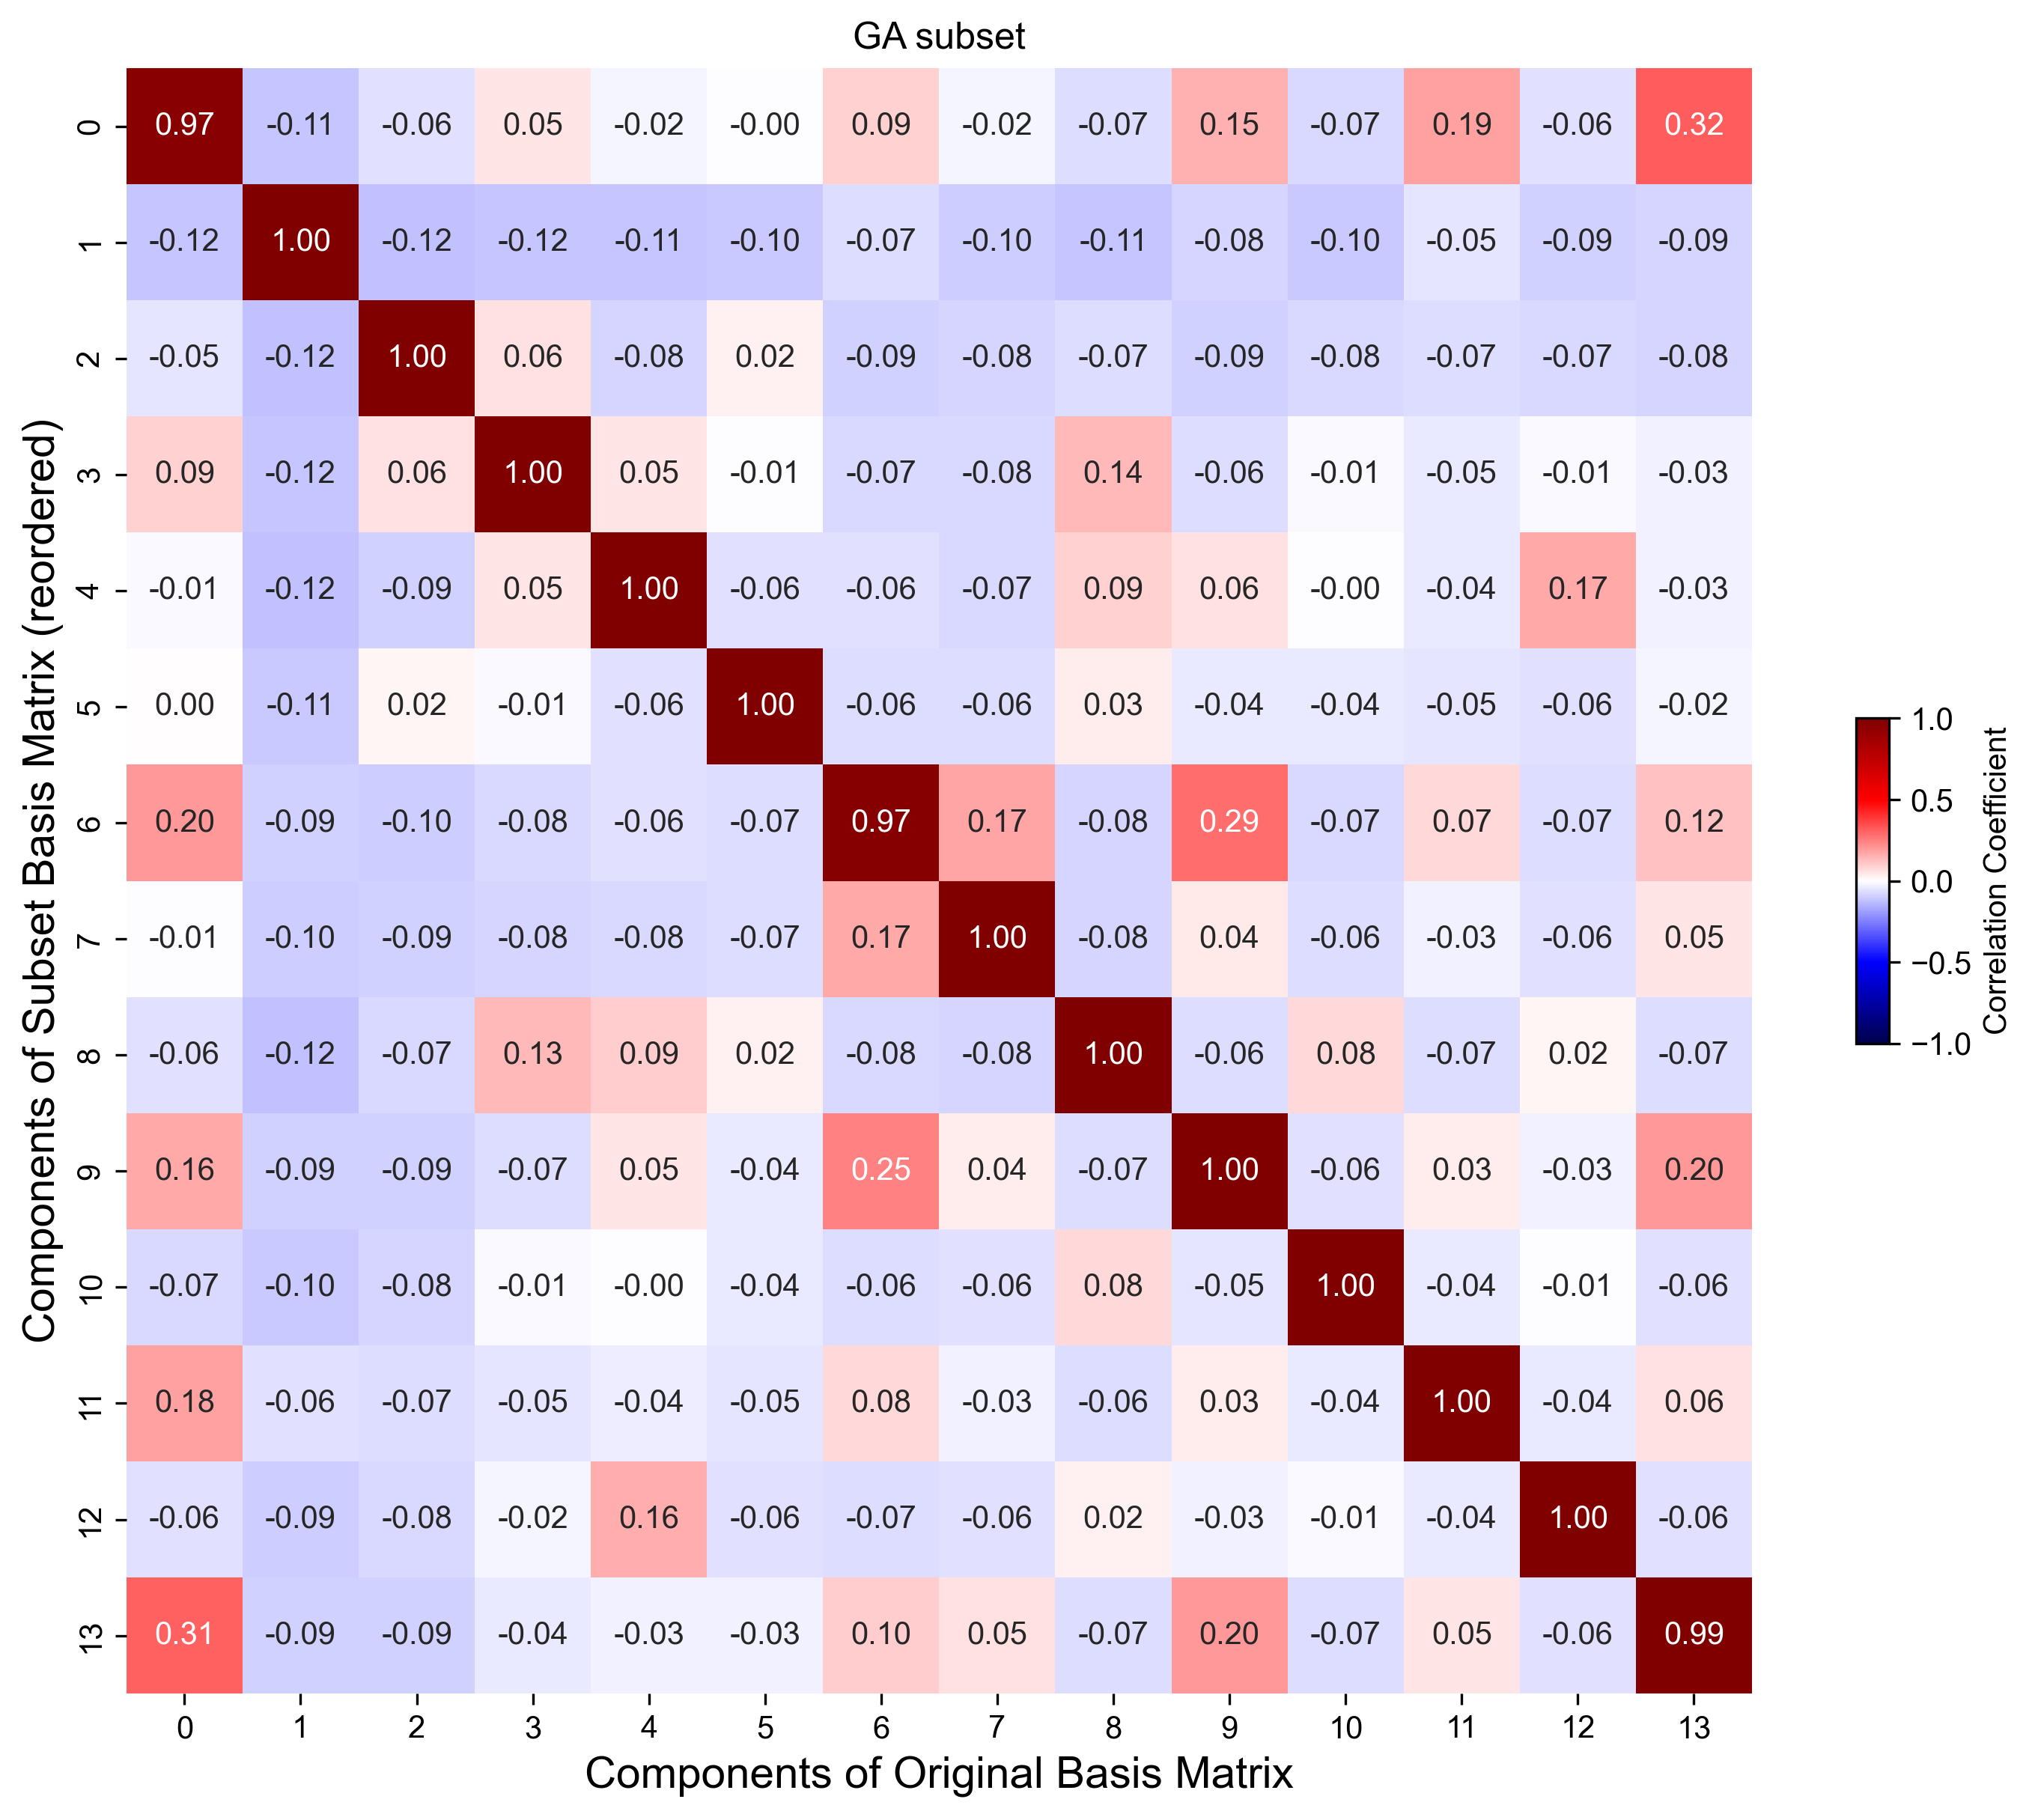 GA subset
0 0.97 -0.11 -0.06 0.05 -0.02 -0.00 0.09 -0.02 -0.07 0.15 -0.07 0.19 -0.06 0.32
1 -0.12 1.00 -0.12 -0.12 -0.11 -0.10 -0.07 -0.10 -0.11 -0.08 -0.10 -0.05 -0.09 -0.09
2 -0.05 -0.12 1.00 0.06 -0.08 0.02 -0.09 -0.08 -0.07 -0.09 -0.08 -0.07 -0.07 -0.08
3 0.09 -0.12 0.06 1.00 0.05 -0.01 -0.07 -0.08 0.14 -0.06 -0.01 -0.05 -0.01 -0.03
4 -0.01 -0.12 -0.09 0.05 1.00 -0.06 -0.06 -0.07 0.09 0.06 -0.00 -0.04 0.17 -0.03
5 0.00 -0.11 0.02 -0.01 -0.06 1.00 -0.06 -0.06 0.03 -0.04 -0.04 -0.05 -0.06 -0.02
6 0.20 -0.09 -0.10 -0.08 -0.06 -0.07 0.97 0.17 -0.08 0.29 -0.07 0.07 -0.07 0.12
7 -0.01 -0.10 -0.09 -0.08 -0.08 -0.07 0.17 1.00 -0.08 0.04 -0.06 -0.03 -0.06 0.05
8 -0.06 -0.12 -0.07 0.13 0.09 0.02 -0.08 -0.08 1.00 -0.06 0.08 -0.07 0.02 -0.07
9 0.16 -0.09 -0.09 -0.07 0.05 -0.04 0.25 0.04 -0.07 1.00 -0.06 0.03 -0.03 0.20
10 -0.07 -0.10 -0.08 -0.01 -0.00 -0.04 -0.06 -0.06 0.08 -0.05 1.00 -0.04 -0.01 -0.06
11 0.18 -0.06 -0.07 -0.05 -0.04 -0.05 0.08 -0.03 -0.06 0.03 -0.04 1.00 -0.04 0.06
12 -0.06 -0.09 -0.08 -0.02 0.16 -0.06 -0.07 -0.06 0.02 -0.03 -0.01 -0.04 1.00 -0.06
13 0.31 -0.09 -0.09 -0.04 -0.03 -0.03 0.10 0.05 -0.07 0.20 -0.07 0.05 -0.06 0.99
0 1 2 3 4 5 6 7 8 9 10 11 12 13
Components of Original Basis Matrix
Components of Subset Basis Matrix (reordered)
1.0
0.5
0.0
−0.5
−1.0
Correlation Coefficient